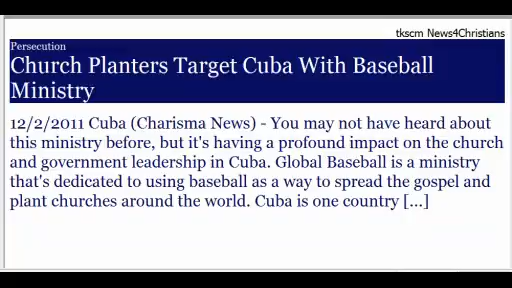 tkscm News4Christians
Persecution
Church Planters Target Cuba With Baseball
Ministry
12/2/2011 Cuba (Charisma News) - You may not have heard about
this ministry before, but it's having a profound impact on the church
and government leadership in Cuba. Global Baseball is a ministry
that's dedicated to using baseball as a way to spread the gospel and
plant churches around the world. Cuba is one country [...]